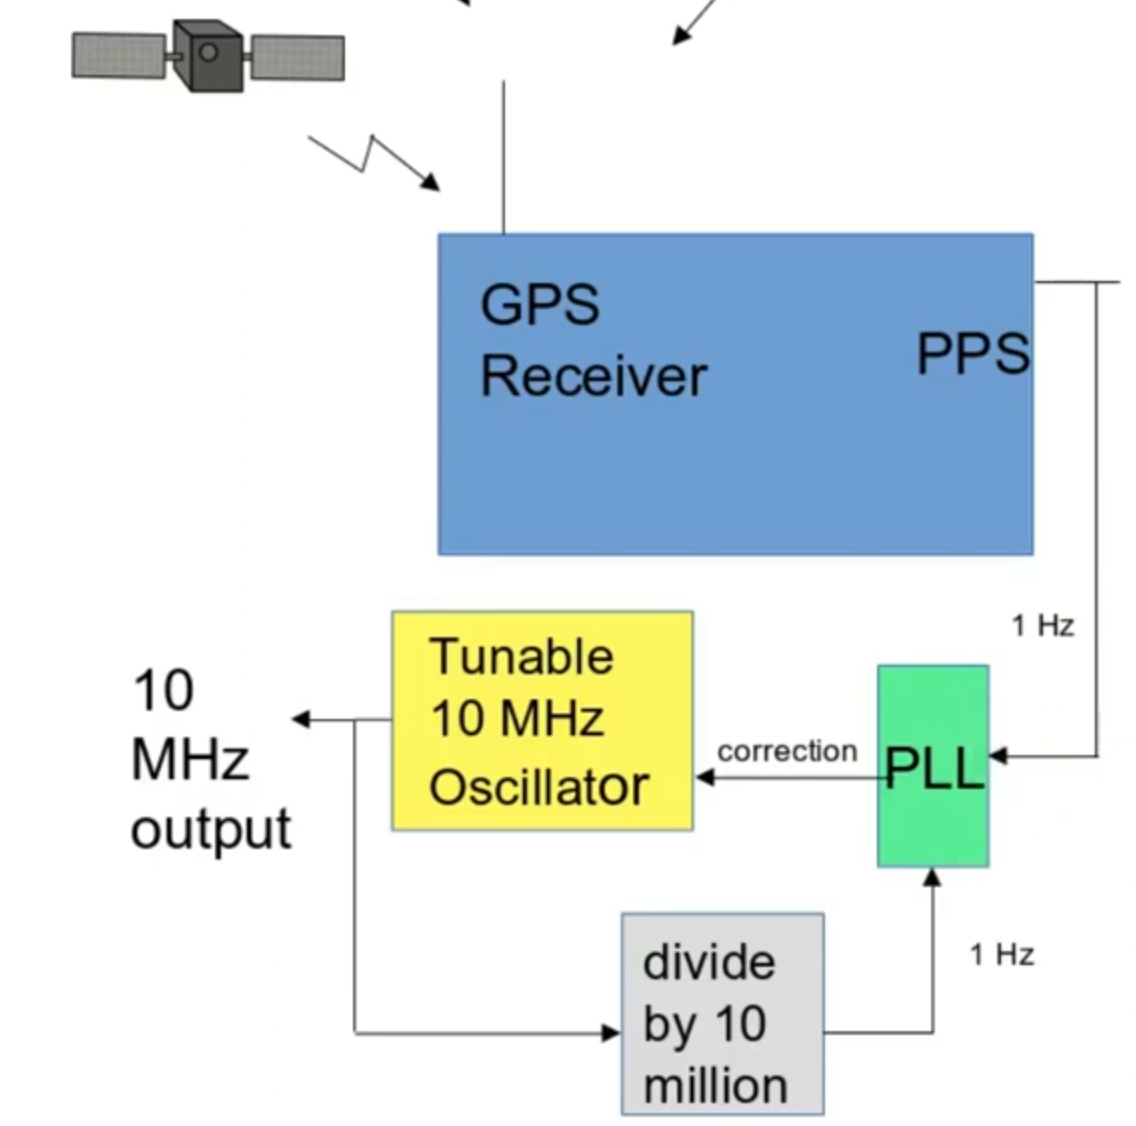 GPS
Receiver
PPS
1 Hz
Tunable
10 MHz
Oscillator
10
MHz
output
correction
PLL
divide
by 10
million
1 Hz